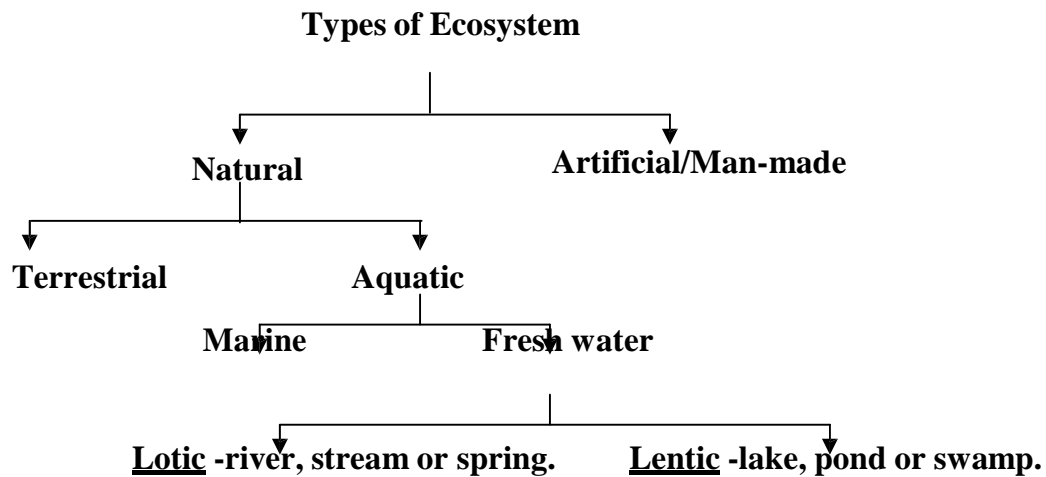 Types of Ecosystem
Natural
Artificial/Man-made
Terrestrial
Aquatic
Marine
Fresh water
Lotic -river, stream or spring.
Lentic -lake, pond or swamp.